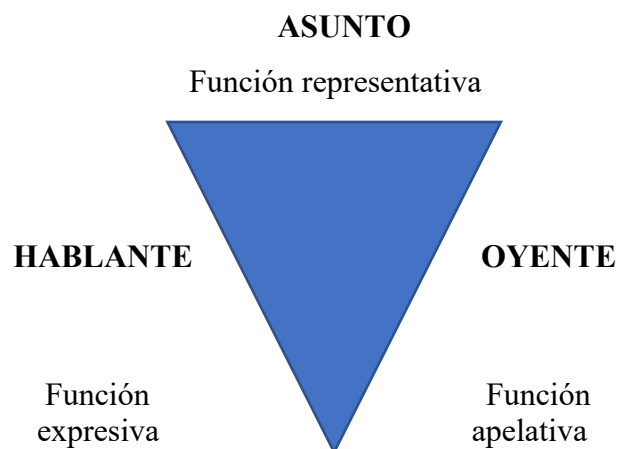 ASUNTO
Función representativa
HABLANTE
OYENTE
Función
expresiva
Función
apelativa